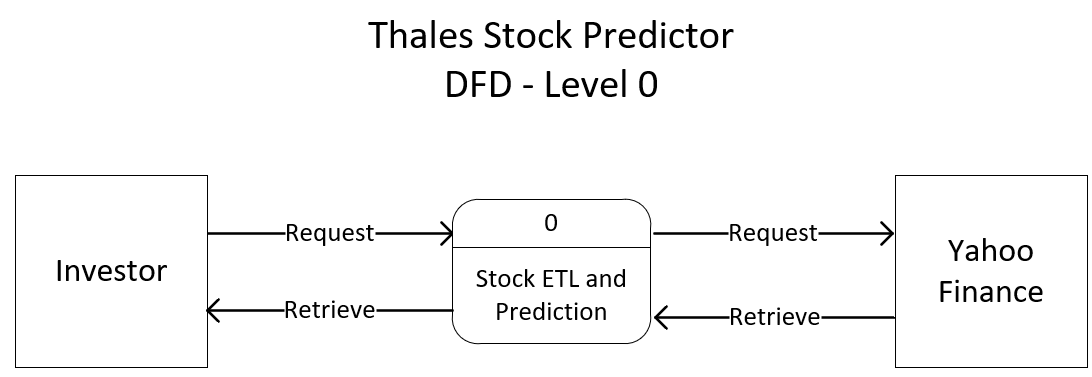 Thales Stock Predictor
DFD - Level 0
Investor
Request
Retrieve
0
Stock ETL and
Prediction
Request
Retrieve
Yahoo
Finance